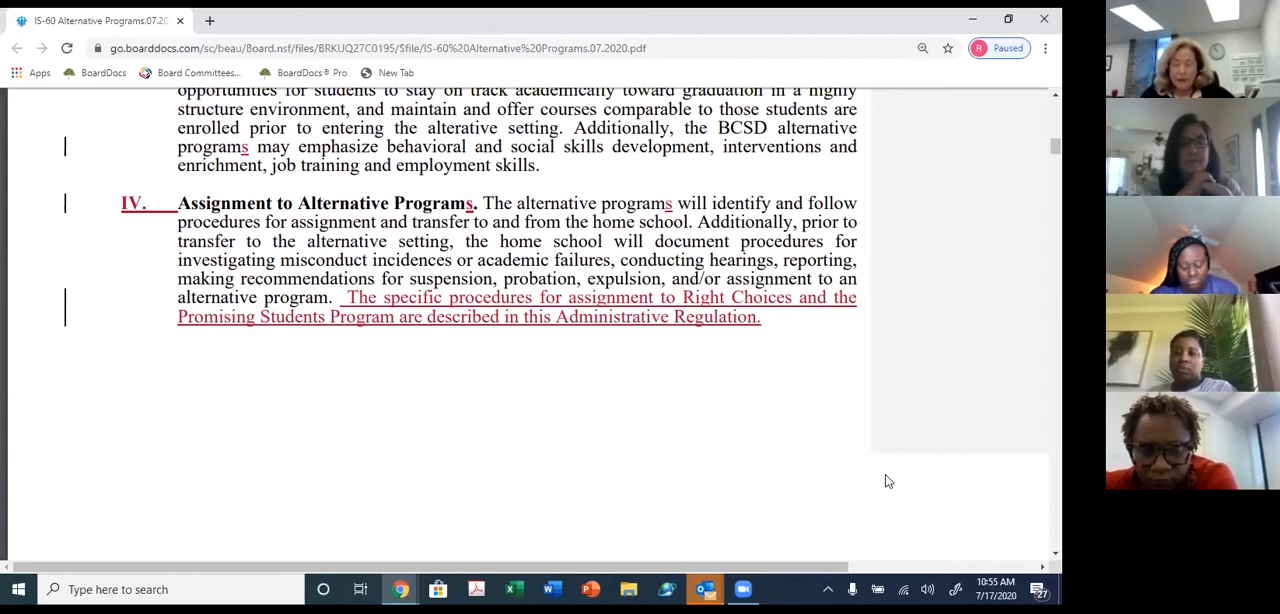 IS-60 Alternative Programs.07.20
go.boarddocs.com/sc/beau/Board.nsf/files/BRKUQ27C0195/$file/IS-60%20Alternative%20Programs.07.2020.pdf
R Paused
Apps BoardDocs Board Committees... BoardDocs® Pro New Tab
opportunities for students to stay on track academically toward graduation in a highly
structure environment, and maintain and offer courses comparable to those students are
enrolled prior to entering the alterative setting. Additionally, the BCSD alternative
programs may emphasize behavioral and social skills development, interventions and
enrichment, job training and employment skills.
IV. Assignment to Alternative Programs. The alternative programs will identify and follow
procedures for assignment and transfer to and from the home school. Additionally, prior to
transfer to the alternative setting, the home school will document procedures for
investigating misconduct incidences or academic failures, conducting hearings, reporting,
making recommendations for suspension, probation, expulsion, and/or assignment to an
alternative program. The specific procedures for assignment to Right Choices and the
Promising Students Program are described in this Administrative Regulation.
Type here to search
10:55 AM
7/17/2020
27